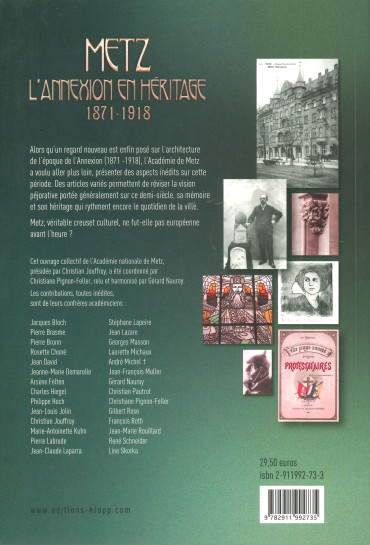 METZ
L'ANNEXION EN HÉRITAGE
1871-1918
Alors qu'un regard nouveau est enfin posé sur l'architecture
de l'époque de l'Annexion (1871 -1918), l'Académie de Metz
a voulu aller plus loin, présenter des aspects inédits sur cette
période. Des articles variés permettent de réviser la vision
péjorative portée généralement sur ce demi-siècle, sa mémoire
et son héritage qui rythment encore le quotidien de la ville.
Metz, véritable creuset culturel, ne fut-elle pas européenne
avant l'heure ?
Cet ouvrage collectif de l'Académie nationale de Metz,
présidée par Christian Jouffroy, a été coordonné par
Christiane Pignon-Feller, relu et harmonisé par Gérard Nauroy.
Les contributions, toutes inédites,
sont de leurs confrères académiciens :
Jacques Bloch
Pierre Brasme
Pierre Bronn
Rosette Choné
Jean David
Jeanne-Marie Demarolle
Arsène Felten
Charles Hiegel
Philippe Hoch
Jean-Louis Jolin
Christian Jouffroy
Marie-Antoinette Kuhn
Pierre Labrude
Jean-Claude Laparra
Stéphane Lapaire
Jean Lazare
Georges Masson
Laurette Michaux
André Michel †
Jean-François Muller
Gérard Nauroy
Christian Pautrot
Christiane Pignon-Feller
Gilbert Rose
François Roth
Jean-Marie Rouillard
René Schneider
Line Skorka
PROTESTATAIRES
29,50 euros
isbn 2-911992-73-3
9 782911 992735
www.editions-klopp.com